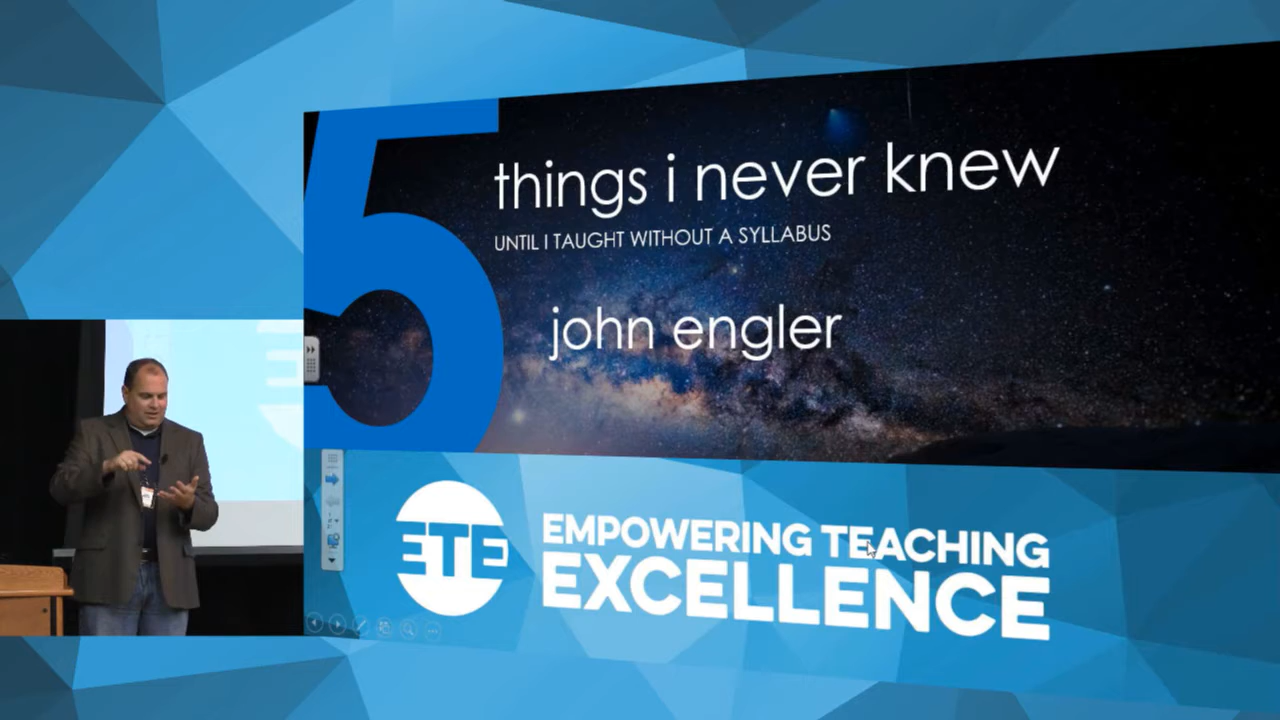 5
things i never knew
UNTIL I TAUGHT WITHOUT A SYLLABUS
john engler
ETE
EMPOWERING TEACHING
EXCELLENCE